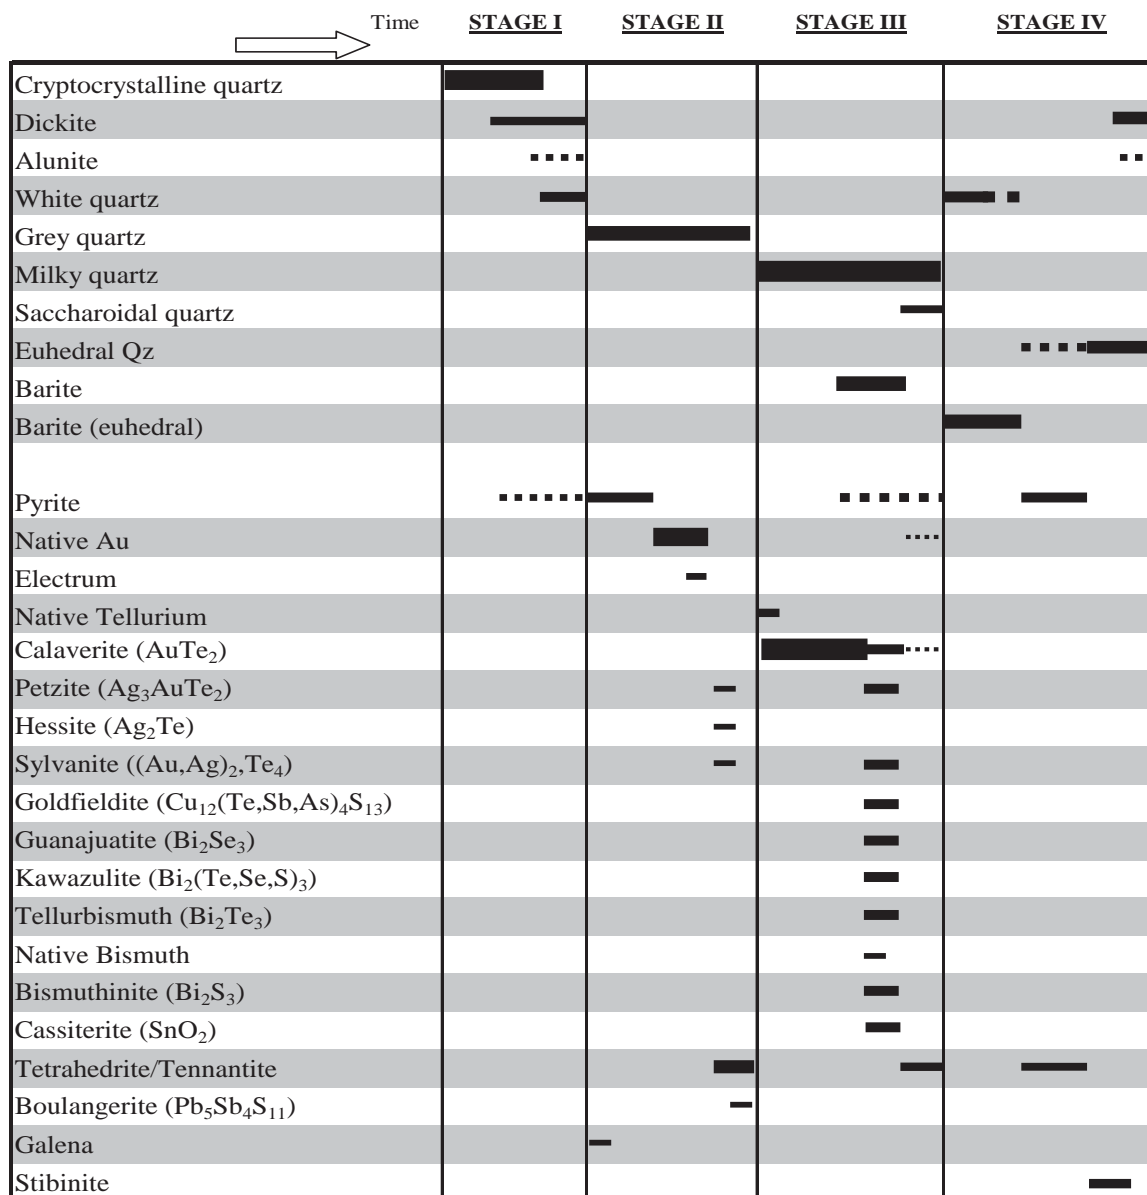 Time STAGE I STAGE II STAGE III STAGE IV
Cryptocrystalline quartz
Dickite
Alunite
White quartz
Grey quartz
Milky quartz
Saccharoidal quartz
Euhedral Qz
Barite
Barite (euhedral)
Pyrite
Native Au
Electrum
Native Tellurium
Calaverite (AuTe₂)
Petzite (Ag₃AuTe₂)
Hessite (Ag₂Te)
Sylvanite ((Au,Ag)₂,Te₄)
Goldfieldite (Cu₁₂(Te,Sb,As)₄S₁₃)
Guanajuatite (Bi₂Se₃)
Kawazulite (Bi₂(Te,Se,S)₃)
Tellurbismuth (Bi₂Te₃)
Native Bismuth
Bismuthinite (Bi₂S₃)
Cassiterite (SnO₂)
Tetrahedrite/Tennantite
Boulangerite (Pb₅Sb₄S₁₁)
Galena
Stibinite